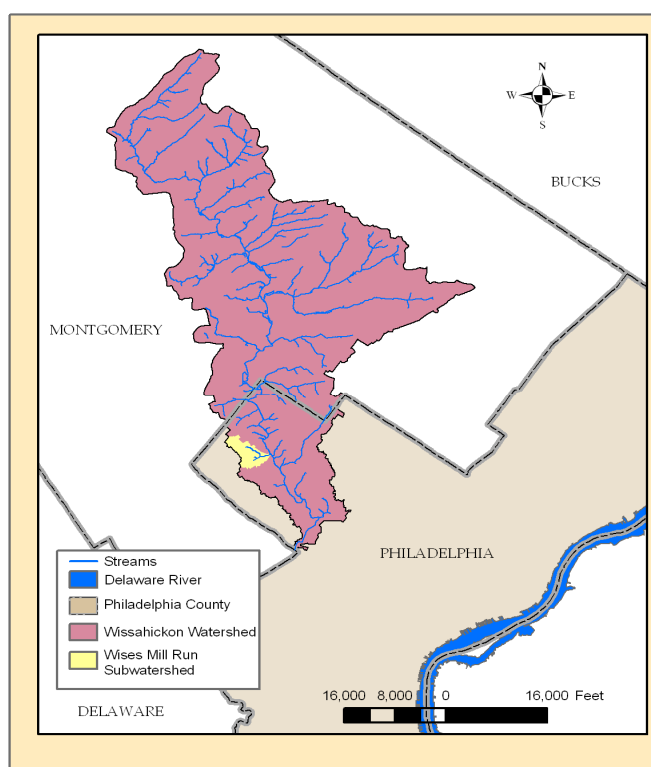 N
W E
S
BUCKS
MONTGOMERY
PHILADELPHIA
Streams
Delaware River
Philadelphia County
Wissahickon Watershed
Wises Mill Run
Subwatershed
DELAWARE
16,000 8,000 0 16,000 Feet